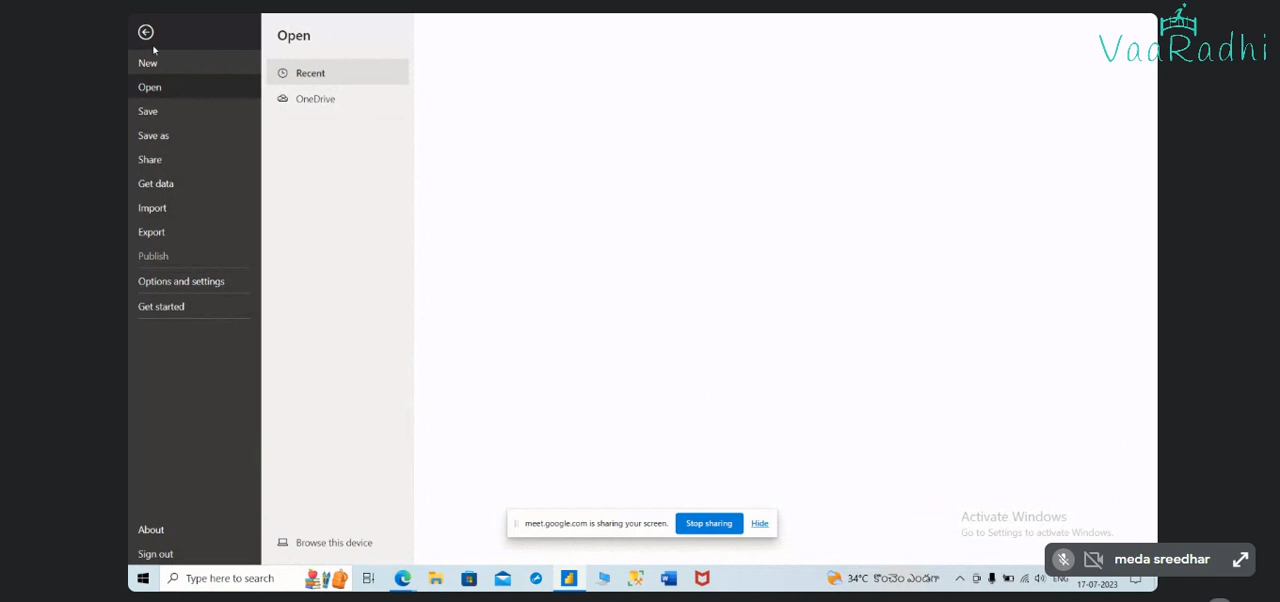 VaaRadhi
Open
New
Recent
Open
OneDrive
Save
Save as
Share
Get data
Import
Export
Publish
Options and settings
Get started
About
Sign out
Browse this device
meet.google.com is sharing your screen.
Stop sharing
Hide
Activate Windows
Go to Settings to activate Windows.
meda sreedhar
Type here to search
34°C కొంచెం ఎండగా
ENG
17-07-2023